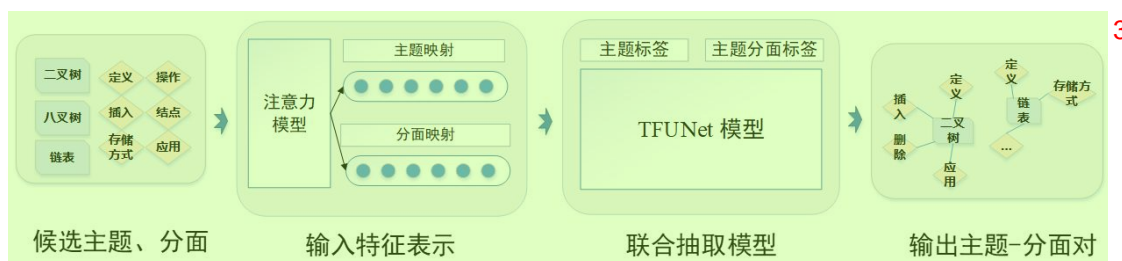 3
二叉树
八叉树
链表
定义
操作
插入
结点
存储
方式
应用
候选主题、分面
注意力
模型
主题映射
分面映射
输入特征表示
主题标签
主题分面标签
TFUNet 模型
联合抽取模型
插
入
删
除
定
义
二叉
树
应
用
定
义
链
表
存储方
式
...
输出主题-分面对